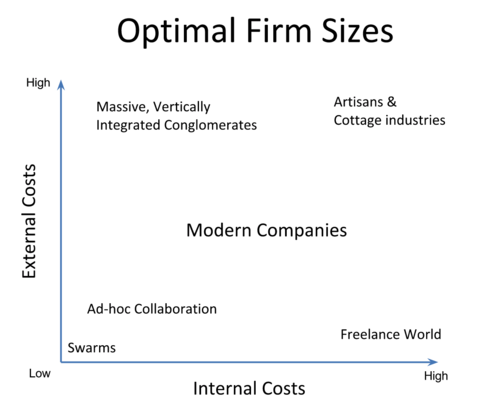 Optimal Firm Sizes
High
Massive, Vertically
Integrated Conglomerates
Artisans &
Cottage industries
External Costs
Modern Companies
Ad-hoc Collaboration
Freelance World
Swarms
Low
High
Internal Costs